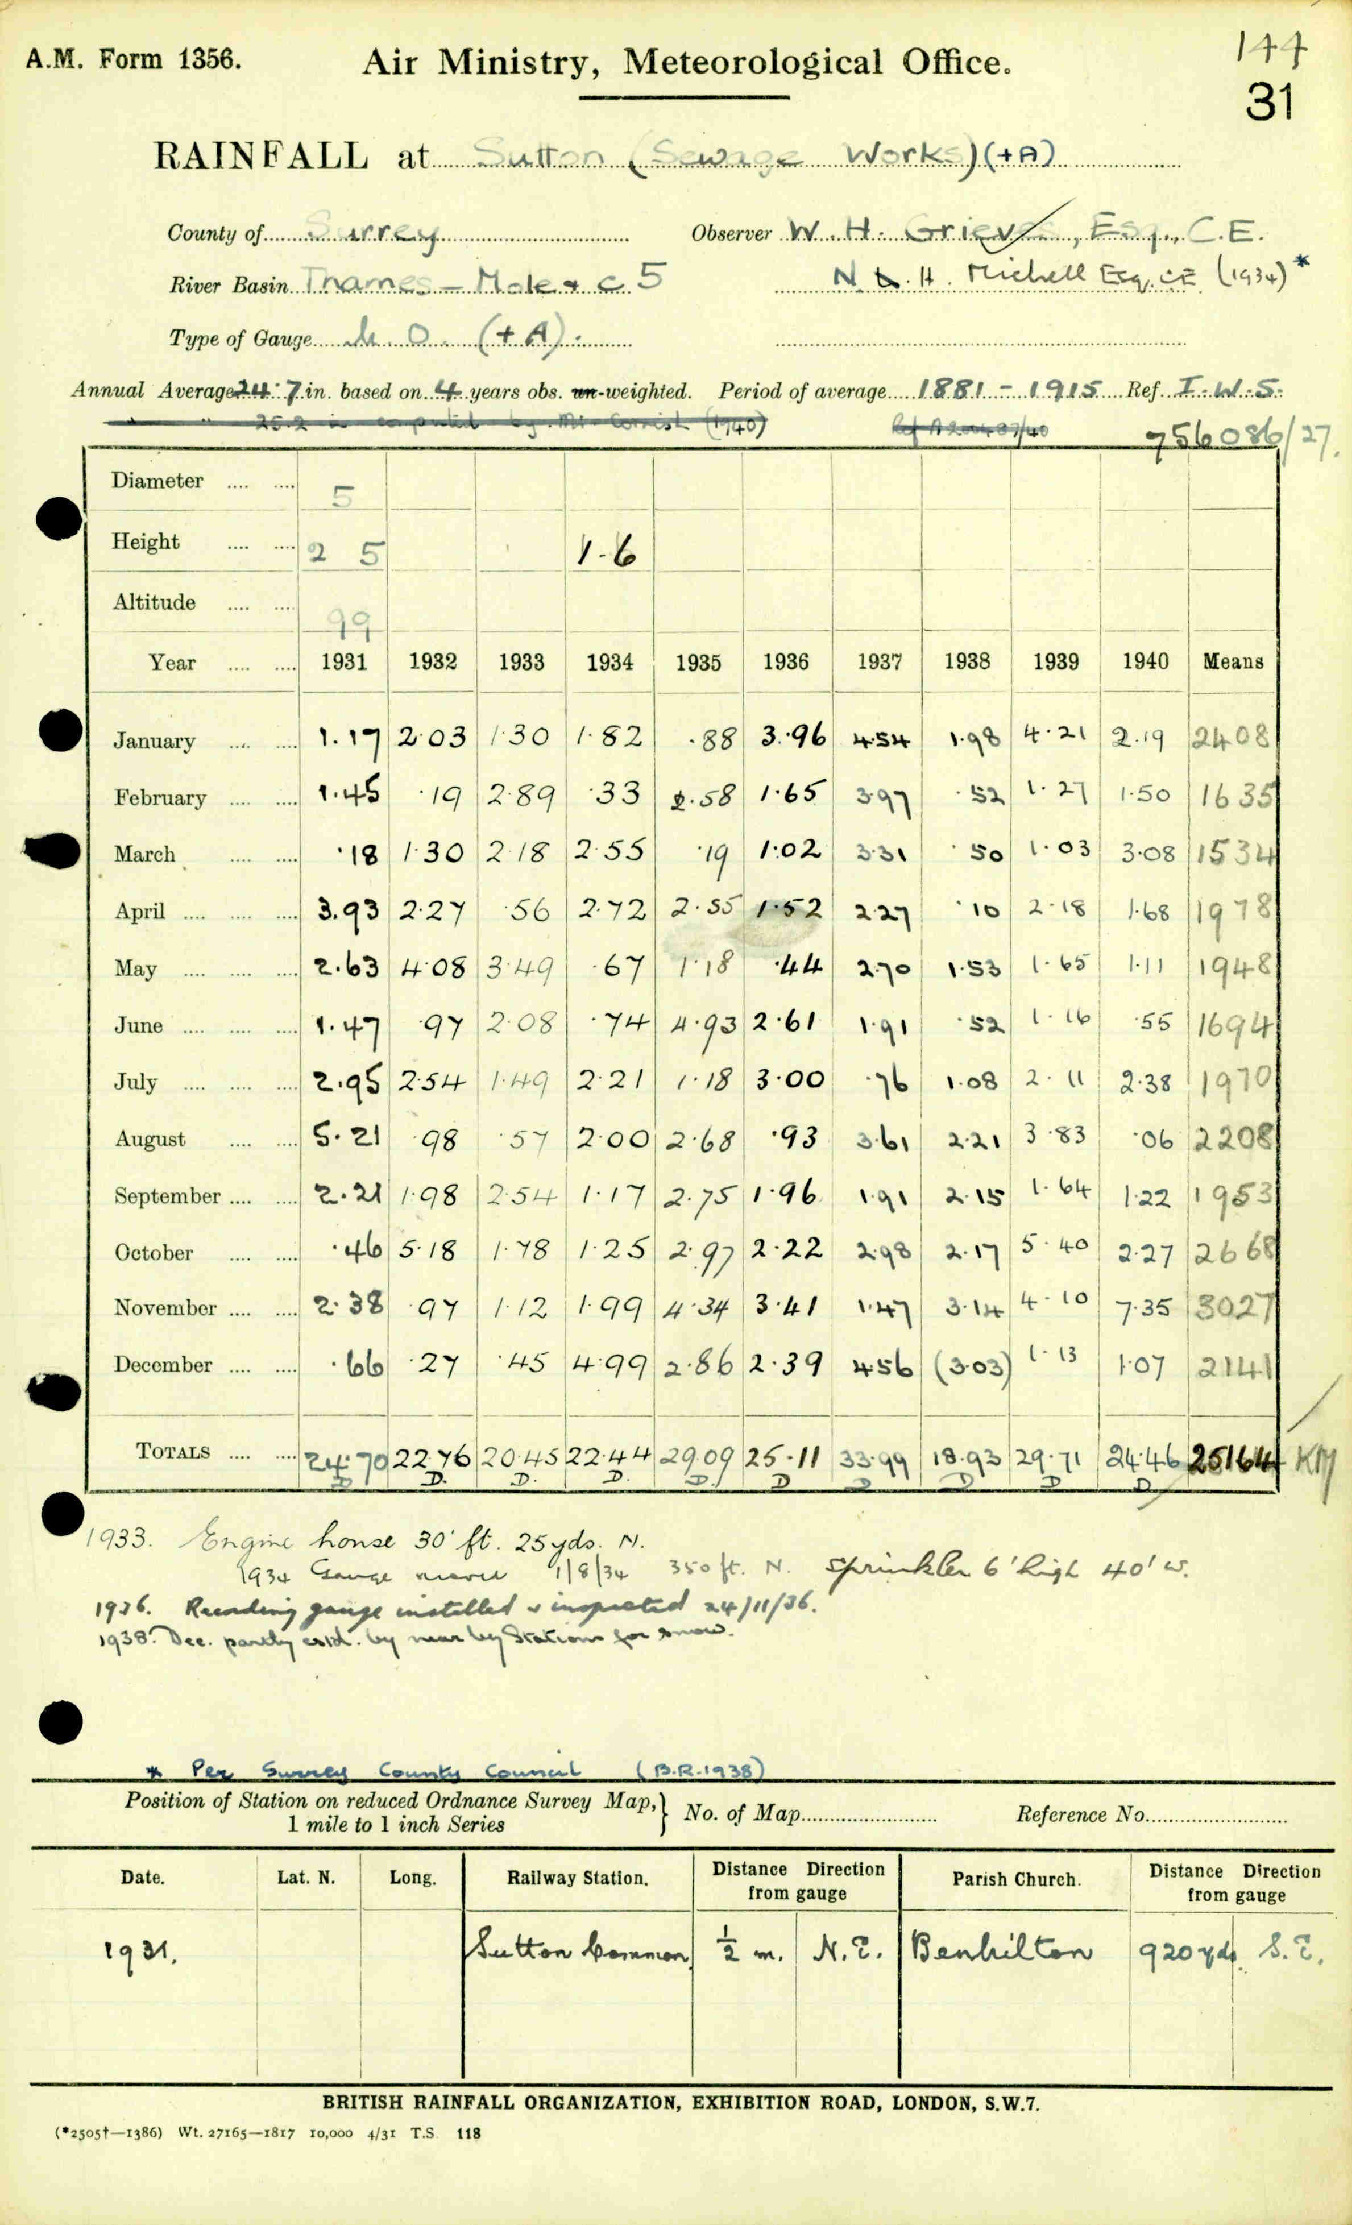 A.M. Form 1356.
Air Ministry, Meteorological Office.
144
31
RAINFALL at Sutton (Sewage Works) (+A)
County of Surrey Observer W. H. Grieves, Esq., C.E.
River Basin Thames – Mole & c 5 N. H. Michell Esq. CE (1934)*
Type of Gauge M. O. (+ A).
Annual Average 24.7 in. based on 4 years obs. un-weighted. Period of average 1881 - 1915 Ref. I.W.S.
" " 25.2 in computed by Mr Cornish (1940)
756086/27.
Diameter 5
Height 2 5 1-6
Altitude 99
Year 1931 1932 1933 1934 1935 1936 1937 1938 1939 1940 Means
January 1.17 2.03 1.30 1.82 .88 3.96 4.54 1.98 4.21 2.19 2408
February 1.45 .19 2.89 .33 2.58 1.65 3.97 .52 1.27 1.50 1635
March .18 1.30 2.18 2.55 .19 1.02 3.31 .50 1.03 3.08 1534
April 3.93 2.27 .56 2.72 2.55 1.52 2.27 .10 2.18 1.68 1978
May 2.63 4.08 3.49 .67 1.18 .44 2.70 1.53 1.65 1.11 1948
June 1.47 .97 2.08 .74 4.93 2.61 1.91 .52 1.16 .55 1694
July 2.95 2.54 1.49 2.21 1.18 3.00 .76 1.08 2.11 2.38 1970
August 5.21 .98 .57 2.00 2.68 .93 3.61 2.21 3.83 .06 2208
September 2.21 1.98 2.54 1.17 2.75 1.96 1.91 2.15 1.64 1.22 1953
October .46 5.18 1.78 1.25 2.97 2.22 2.98 2.17 5.40 2.27 2668
November 2.38 .97 1.12 1.99 4.34 3.41 1.47 3.14 4.10 7.35 3027
December .66 .27 .45 4.99 2.86 2.39 4.56 (3.03) 1.13 1.07 2141
TOTALS 24.70 22.76 20.45 22.44 29.09 25.11 33.99 18.93 29.71 24.46 25164 KM
D D. D. D. D. D D D D D
1933. Engine house 30' ft. 25yds. N.
1934 Gauge moved 1/8/34 350 ft. N. Sprinkler 6' high 40' W.
1936. Recording gauge installed & inspected 24/11/36.
1938. Dec. partly estd. by near by Stations for snow.
* Per Surrey County Council (B.R. 1938)
Position of Station on reduced Ordnance Survey Map,
1 mile to 1 inch Series
No. of Map
Reference No.
Date. Lat. N. Long. Railway Station. Distance Direction from gauge Parish Church. Distance Direction from gauge
1931. Sutton Common 1/2 m. N.E. Benhilton 920 yds. S.E.
BRITISH RAINFALL ORGANIZATION, EXHIBITION ROAD, LONDON, S.W.7.
(*2505†—1386) Wt. 27165—1817 10,000 4/31 T.S 118